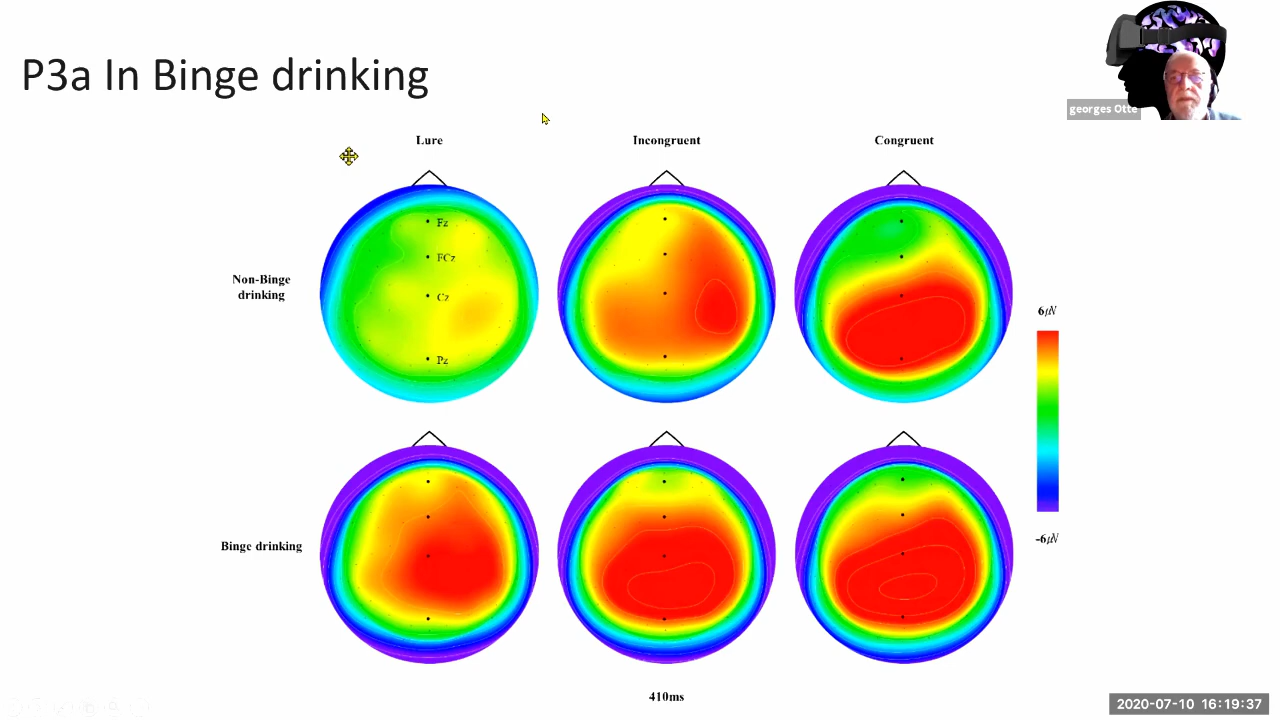 P3a In Binge drinking
georges Otte
Lure
Incongruent
Congruent
Fz
FCz
Cz
Pz
Non-Binge
drinking
6µV
-6µV
Binge drinking
410ms
2020-07-10 16:19:37